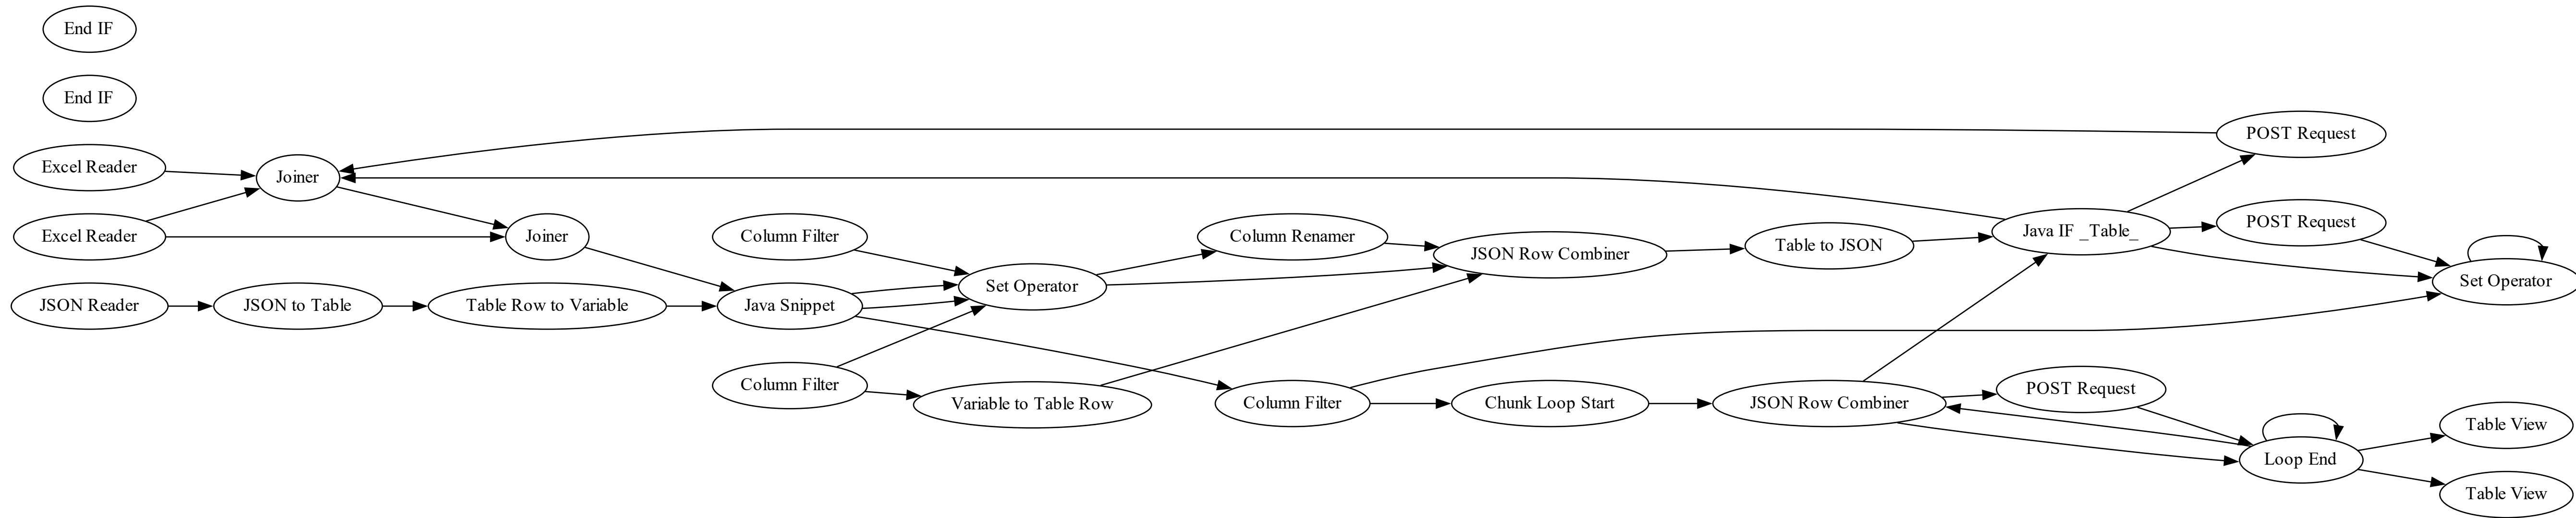 End IF
End IF
POST Request
Excel Reader
Joiner
Excel Reader
Joiner
Column Filter
Column Renamer
JSON Row Combiner
Table to JSON
Java IF _Table_
POST Request
JSON Reader
JSON to Table
Table Row to Variable
Java Snippet
Set Operator
Set Operator
Column Filter
Variable to Table Row
Column Filter
Chunk Loop Start
JSON Row Combiner
POST Request
Loop End
Table View
Table View